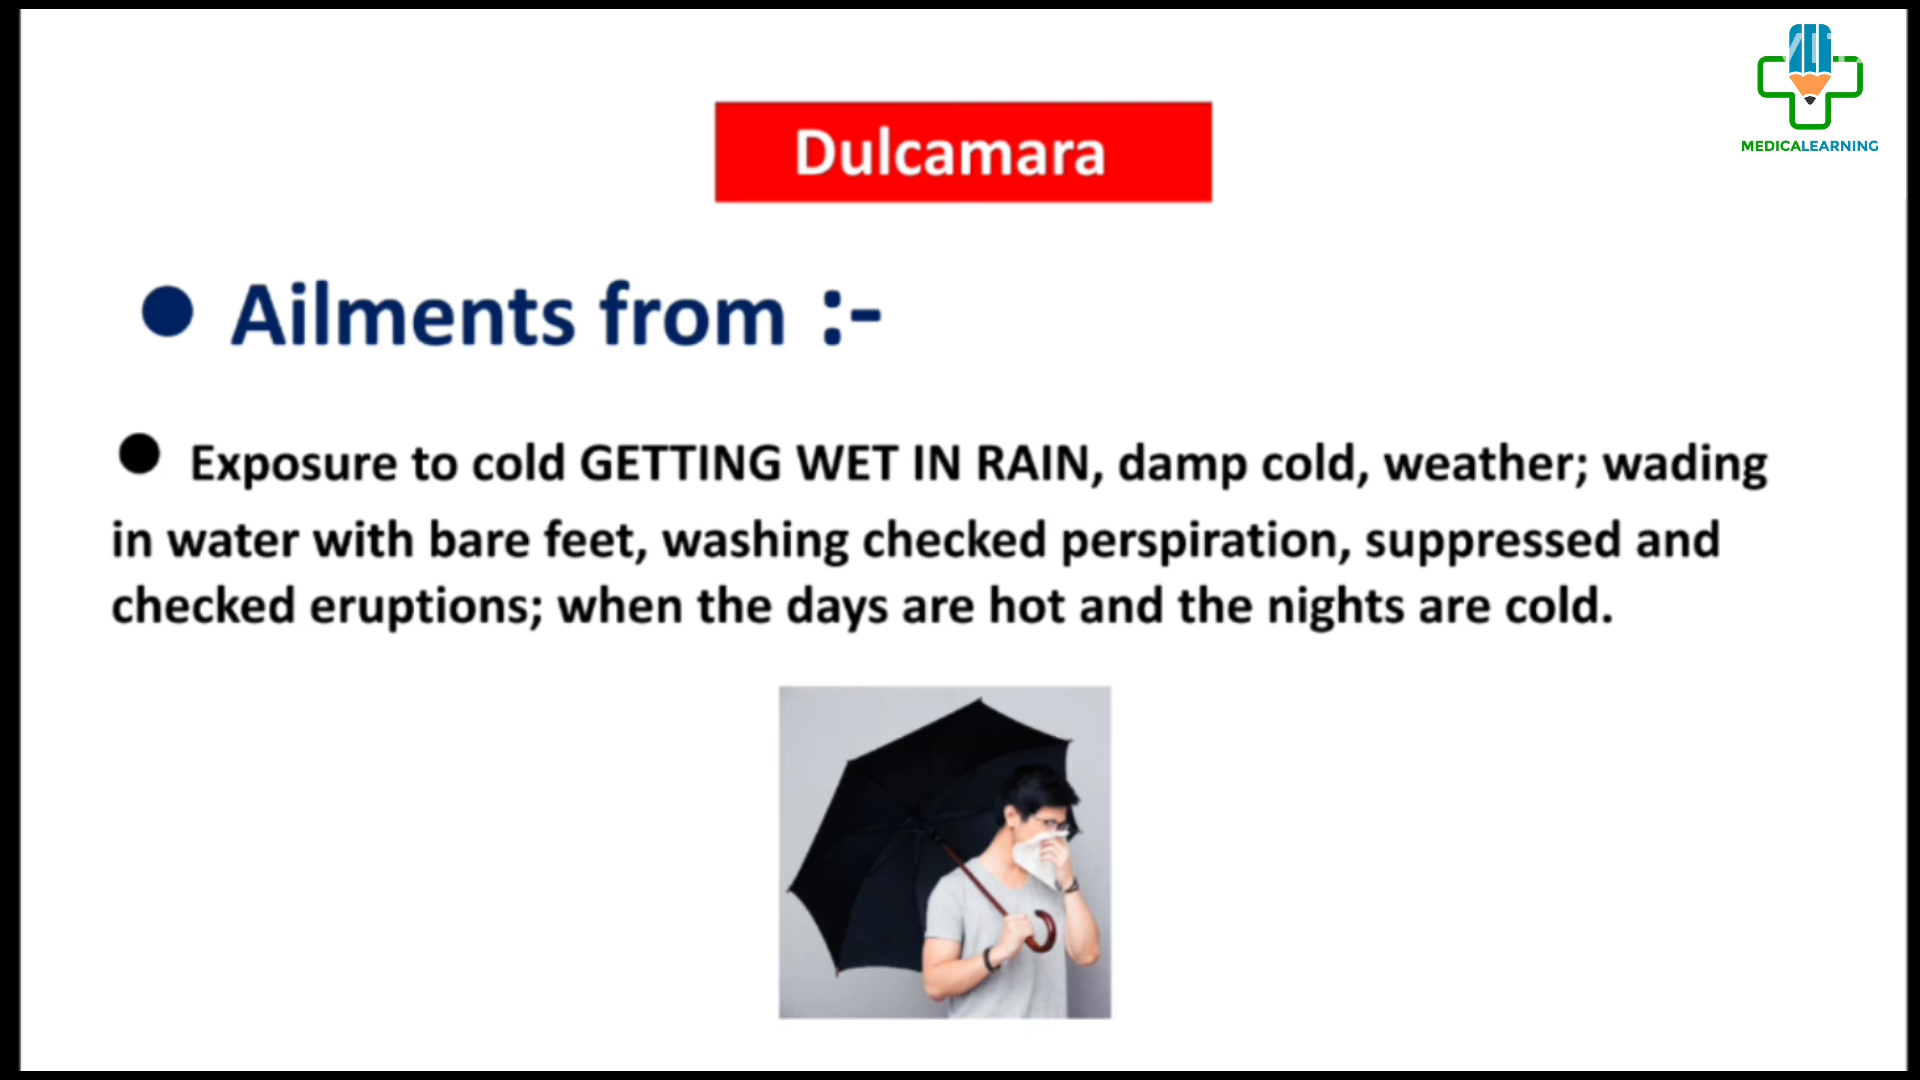 MEDICALEARNING
Dulcamara
● Ailments from :-
● Exposure to cold GETTING WET IN RAIN, damp cold, weather; wading
in water with bare feet, washing checked perspiration, suppressed and
checked eruptions; when the days are hot and the nights are cold.